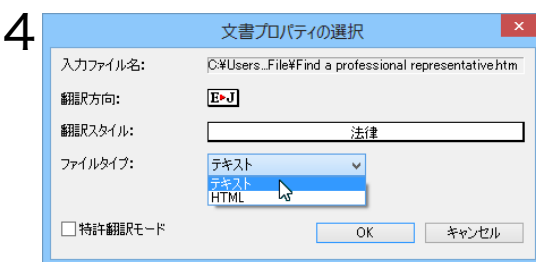 4
文書プロパティの選択
入力ファイル名: C:¥Users...File¥Find a professional representative.htm
翻訳方向: E▸J
翻訳スタイル: 法律
ファイルタイプ: テキスト
テキスト
HTML
特許翻訳モード OK キャンセル